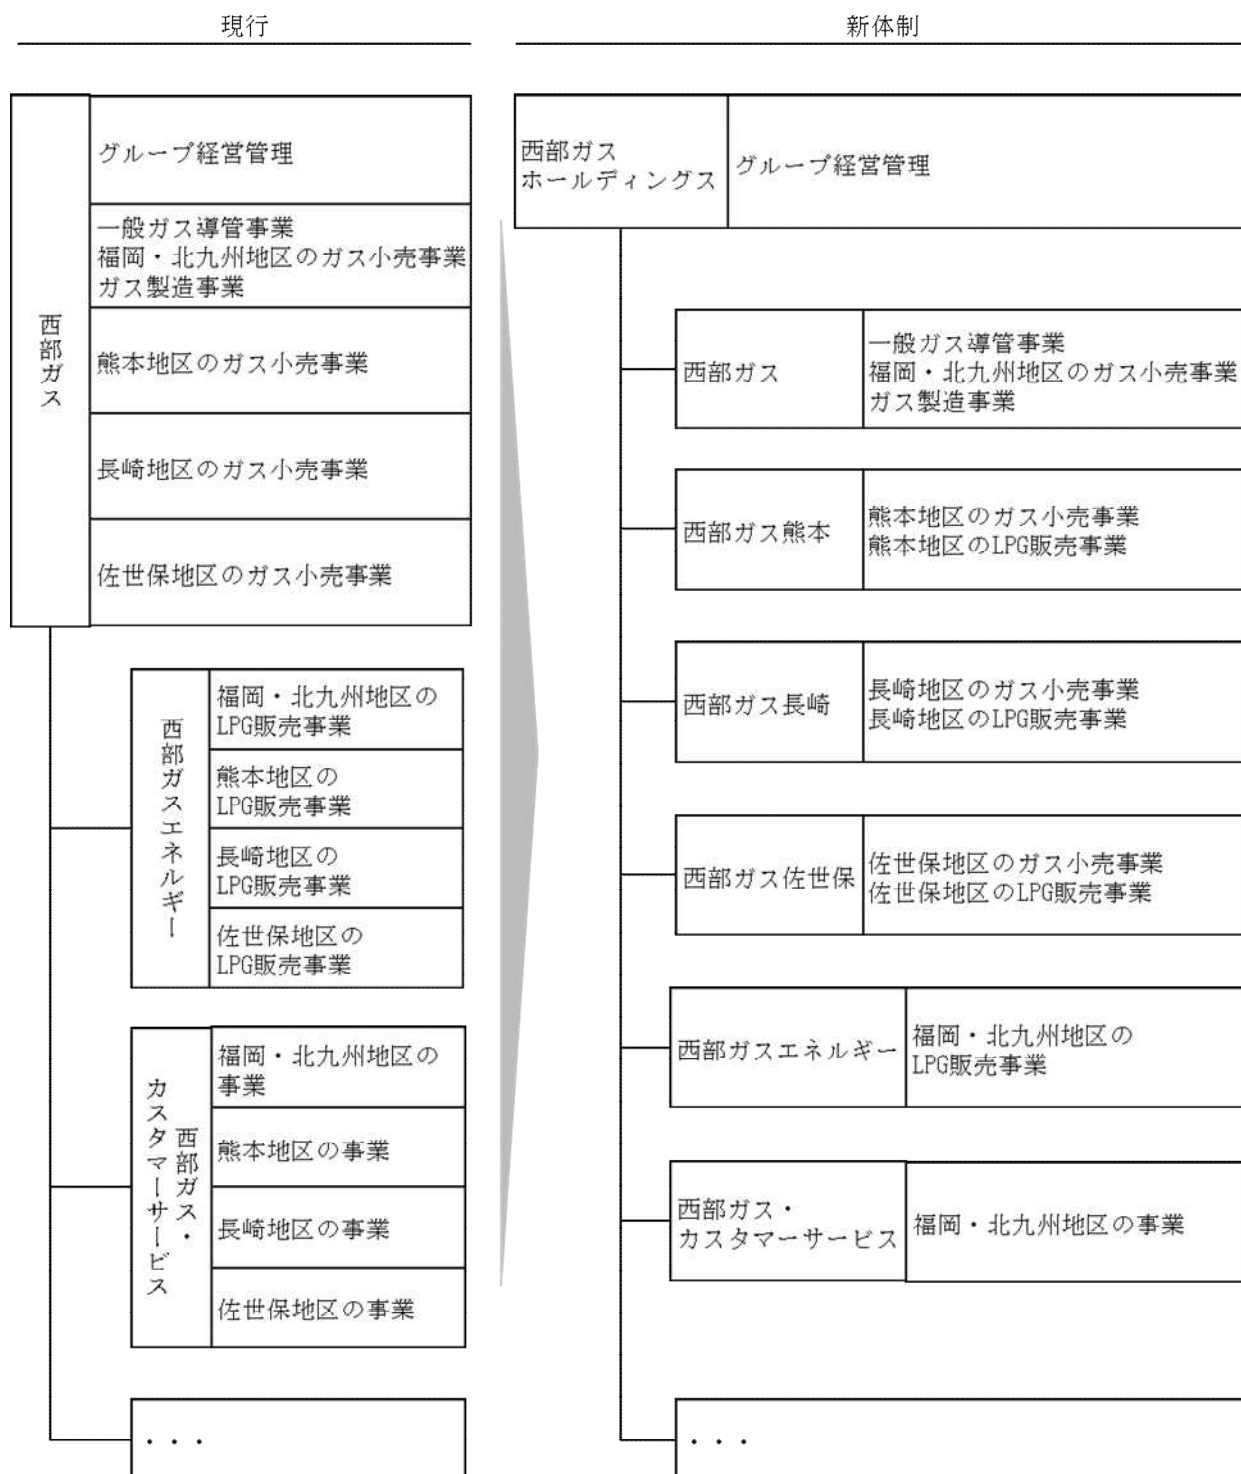 現行
西部ガス
グループ経営管理
一般ガス導管事業
福岡・北九州地区のガス小売事業
ガス製造事業
熊本地区のガス小売事業
長崎地区のガス小売事業
佐世保地区のガス小売事業
西部ガスエネルギー
福岡・北九州地区の
LPG販売事業
熊本地区の
LPG販売事業
長崎地区の
LPG販売事業
佐世保地区の
LPG販売事業
西部ガス・
カスタマーサービス
福岡・北九州地区の
事業
熊本地区の事業
長崎地区の事業
佐世保地区の事業
・・・
新体制
西部ガス
ホールディングス
グループ経営管理
西部ガス
一般ガス導管事業
福岡・北九州地区のガス小売事業
ガス製造事業
西部ガス熊本
熊本地区のガス小売事業
熊本地区のLPG販売事業
西部ガス長崎
長崎地区のガス小売事業
長崎地区のLPG販売事業
西部ガス佐世保
佐世保地区のガス小売事業
佐世保地区のLPG販売事業
西部ガスエネルギー
福岡・北九州地区の
LPG販売事業
西部ガス・
カスタマーサービス
福岡・北九州地区の事業
・・・